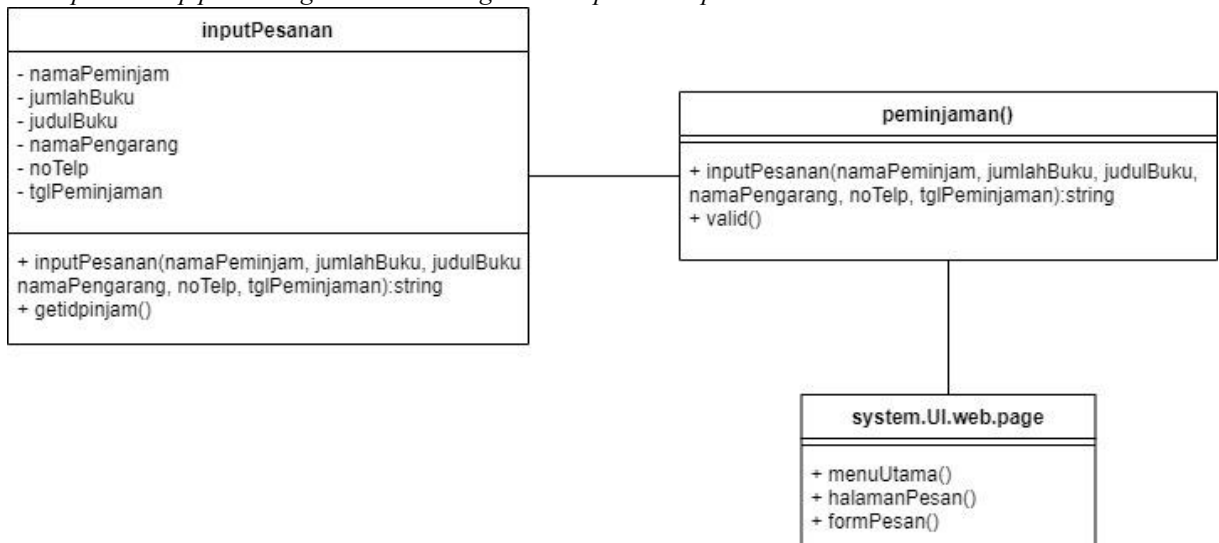 inputPesanan
- namaPeminjam
- jumlahBuku
- judulBuku
- namaPengarang
- noTelp
- tglPeminjaman
+ inputPesanan(namaPeminjam, jumlahBuku, judulBuku
namaPengarang, noTelp, tglPeminjaman):string
+ getidpinjam()
peminjaman()
+ inputPesanan(namaPeminjam, jumlahBuku, judulBuku,
namaPengarang, noTelp, tglPeminjaman):string
+ valid()
system.UI.web.page
+ menuUtama()
+ halamanPesan()
+ formPesan()